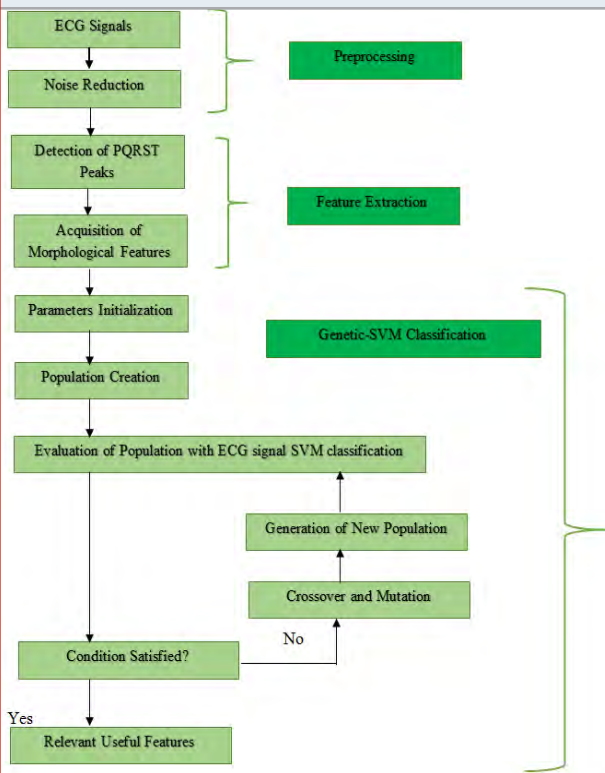 ECG Signals
Preprocessing
Noise Reduction
Detection of PQRST
Peaks
Feature Extraction
Acquisition of
Morphological Features
Parameters Initialization
Genetic-SVM Classification
Population Creation
Evaluation of Population with ECG signal SVM classification
Generation of New Population
Crossover and Mutation
No
Condition Satisfied?
Yes
Relevant Useful Features